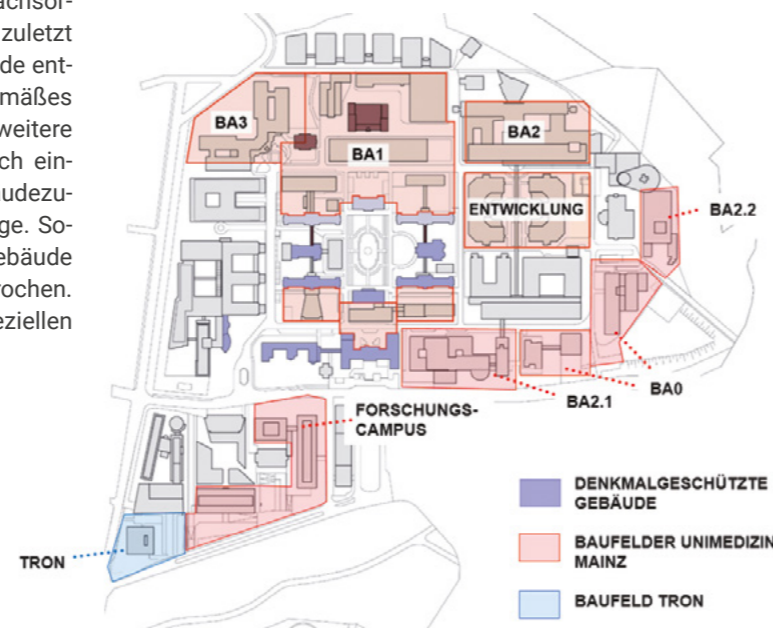 zuletzt
de ent-
mäßes
weitere
ch ein-
udezu-
ge. So-
ebäude
rochen.
eziellen
BA3
BA1
BA2
ENTWICKLUNG
BA2.2
BA0
BA2.1
FORSCHUNGS-
CAMPUS
TRON
DENKMALGESCHÜTZTE
GEBÄUDE
BAUFELDER UNIMEDIZIN
MAINZ
BAUFELD TRON